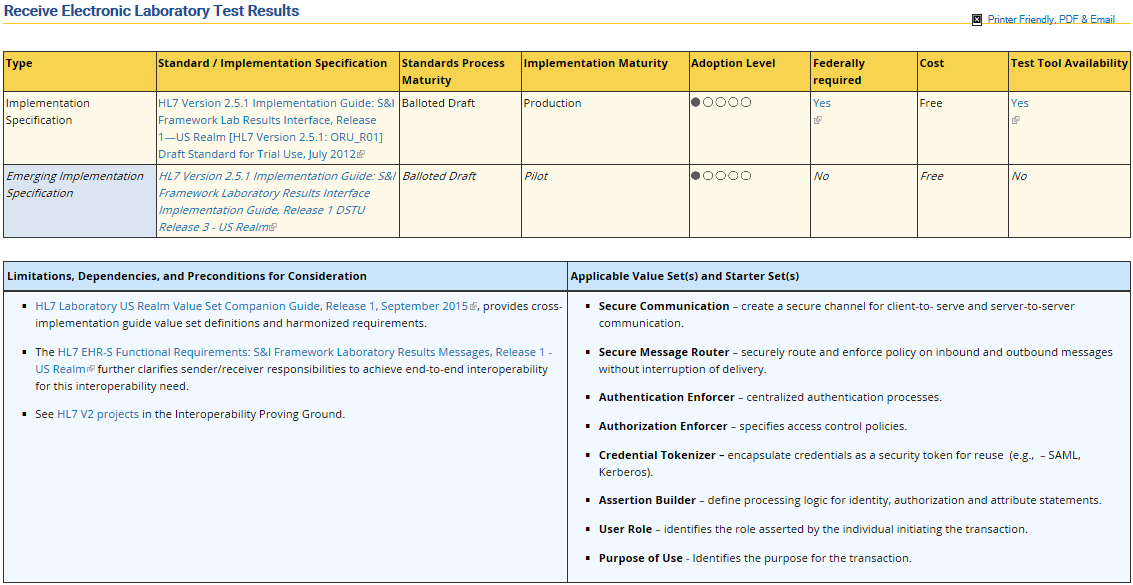 Receive Electronic Laboratory Test Results
Printer Friendly, PDF & Email
Type
Standard / Implementation Specification
Standards Process
Maturity
Implementation Maturity
Adoption Level
Federally
required
Cost
Test Tool Availability
Implementation
Specification
HL7 Version 2.5.1 Implementation Guide: S&I
Framework Lab Results Interface, Release
1—US Realm [HL7 Version 2.5.1: ORU_R01]
Draft Standard for Trial Use, July 2012
Balloted Draft
Production
Yes
Free
Yes
Emerging Implementation
Specification
HL7 Version 2.5.1 Implementation Guide: S&I
Framework Laboratory Results Interface
Implementation Guide, Release 1 DSTU
Release 3 - US Realm
Balloted Draft
Pilot
No
Free
No
Limitations, Dependencies, and Preconditions for Consideration
▪ HL7 Laboratory US Realm Value Set Companion Guide, Release 1, September 2015, provides cross-
implementation guide value set definitions and harmonized requirements.
▪ The HL7 EHR-S Functional Requirements: S&I Framework Laboratory Results Messages, Release 1 -
US Realm further clarifies sender/receiver responsibilities to achieve end-to-end interoperability
for this interoperability need.
▪ See HL7 V2 projects in the Interoperability Proving Ground.
Applicable Value Set(s) and Starter Set(s)
▪ Secure Communication – create a secure channel for client-to- serve and server-to-server
communication.
▪ Secure Message Router – securely route and enforce policy on inbound and outbound messages
without interruption of delivery.
▪ Authentication Enforcer – centralized authentication processes.
▪ Authorization Enforcer – specifies access control policies.
▪ Credential Tokenizer – encapsulate credentials as a security token for reuse  (e.g.,  – SAML,
Kerberos).
▪ Assertion Builder – define processing logic for identity, authorization and attribute statements.
▪ User Role – identifies the role asserted by the individual initiating the transaction.
▪ Purpose of Use - Identifies the purpose for the transaction.